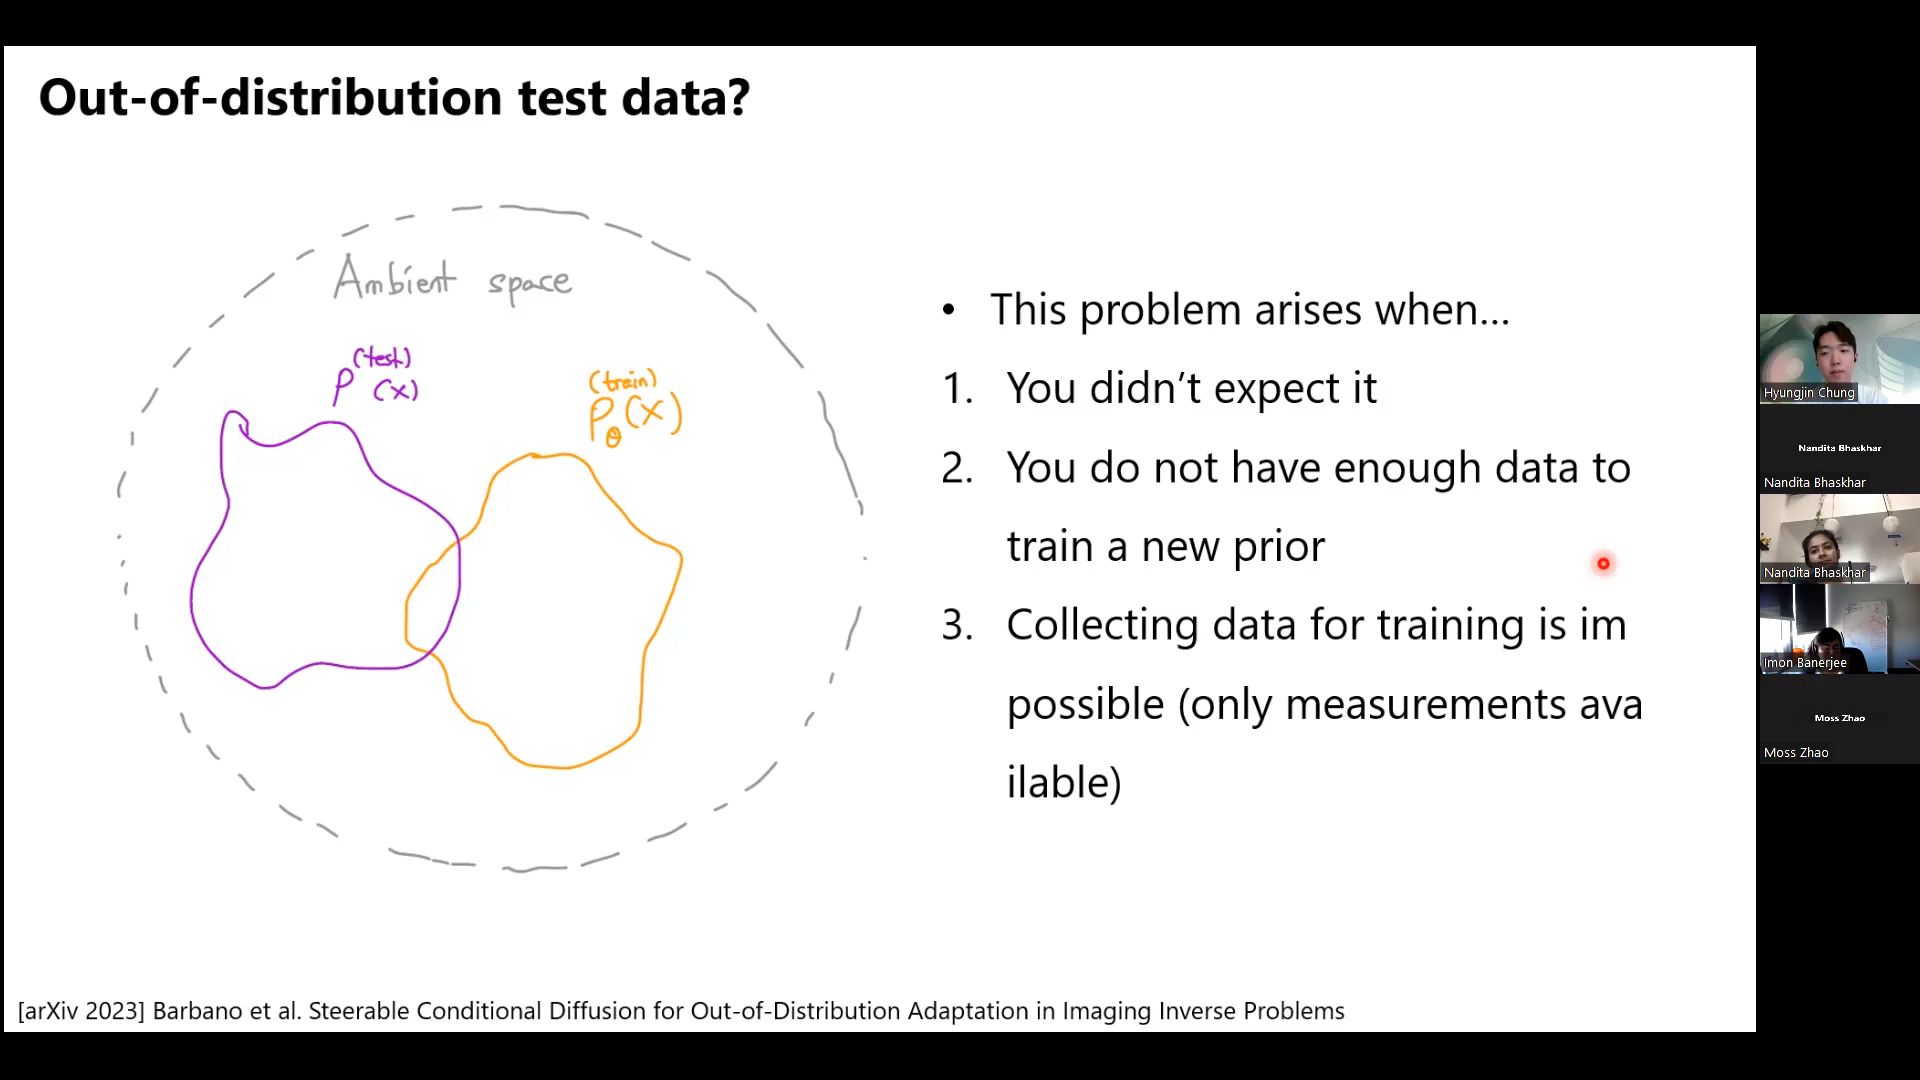 Out-of-distribution test data?
Ambient space
(test)
P (x)
(train)
Pθ(x)
• This problem arises when...
1. You didn’t expect it
2. You do not have enough data to
train a new prior
3. Collecting data for training is im
possible (only measurements ava
ilable)
[arXiv 2023] Barbano et al. Steerable Conditional Diffusion for Out-of-Distribution Adaptation in Imaging Inverse Problems
Hyungjin Chung
Nandita Bhaskhar
Nandita Bhaskhar
Nandita Bhaskhar
Imon Banerjee
Moss Zhao
Moss Zhao